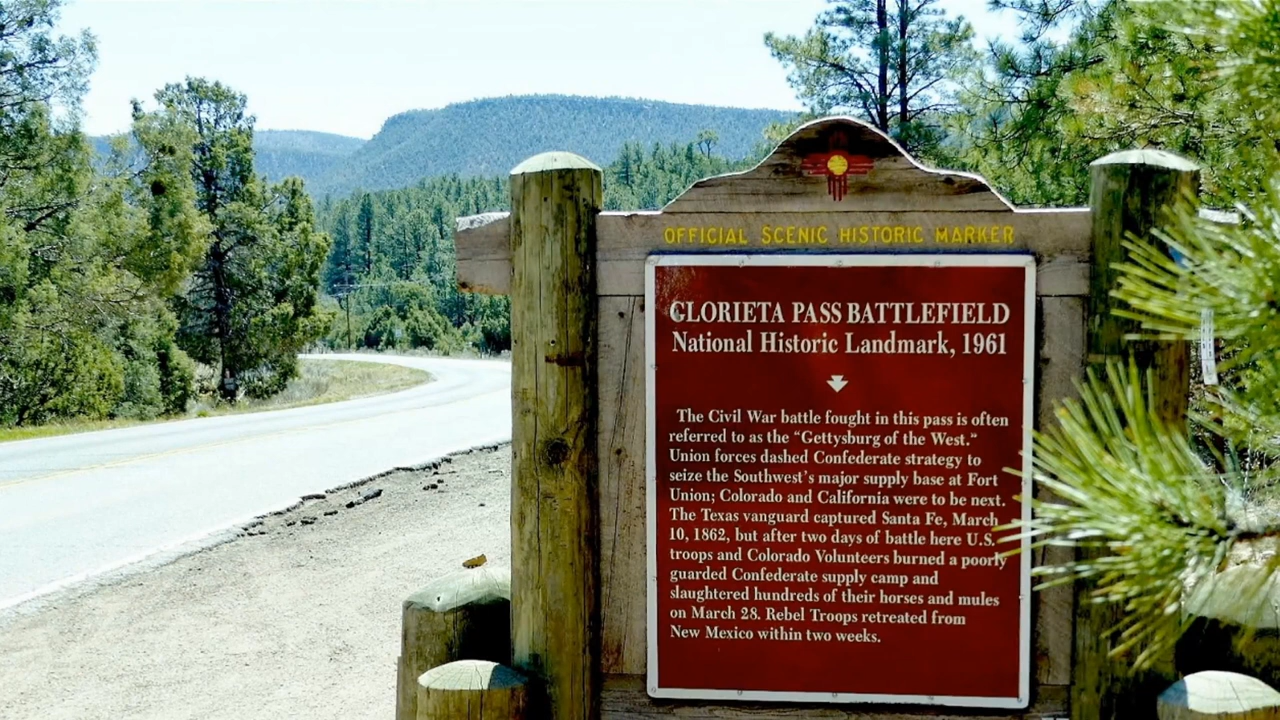 OFFICIAL SCENIC HISTORIC MARKER
GLORIETA PASS BATTLEFIELD
National Historic Landmark, 1961
The Civil War battle fought in this pass is often
referred to as the "Gettysburg of the West."
Union forces dashed Confederate strategy to
seize the Southwest's major supply base at Fort
Union; Colorado and California were to be next.
The Texas vanguard captured Santa Fe, March
10, 1862, but after two days of battle here U.S.
troops and Colorado Volunteers burned a poorly
guarded Confederate supply camp and
slaughtered hundreds of their horses and mules
on March 28. Rebel Troops retreated from
New Mexico within two weeks.